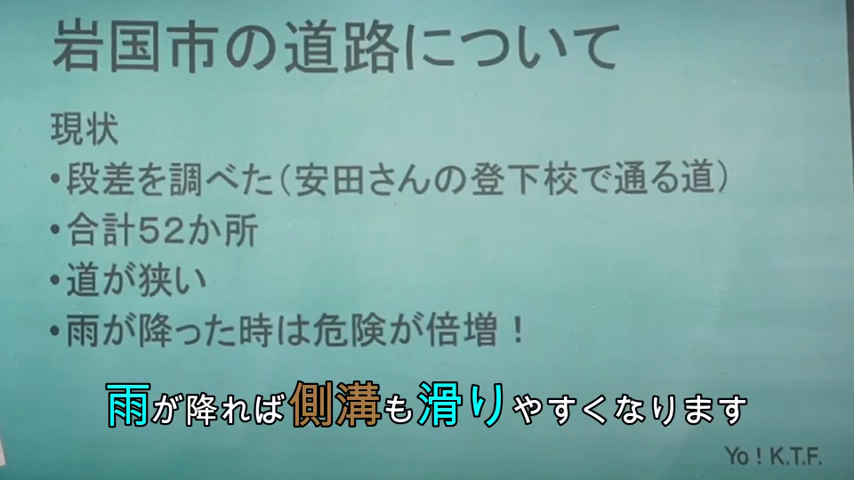 岩国市の道路について
現状
・段差を調べた（安田さんの登下校で通る道）
・合計５２か所
・道が狭い
・雨が降った時は危険が倍増！
雨が降れば側溝も滑りやすくなります
Yo！K.T.F.